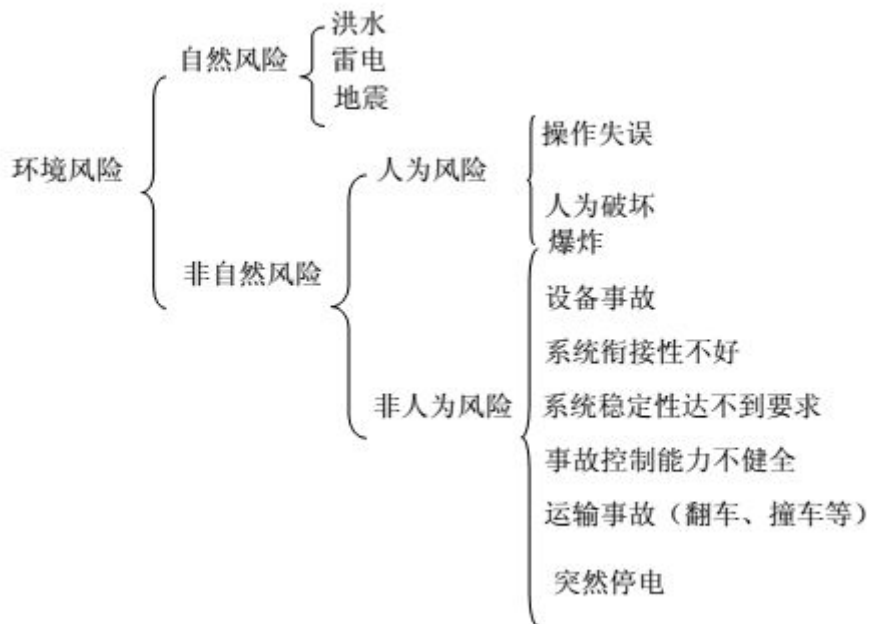 洪水
自然风险
雷电
地震
操作失误
环境风险
人为风险
人为破坏
爆炸
非自然风险
设备事故
系统衔接性不好
非人为风险
系统稳定性达不到要求
事故控制能力不健全
运输事故（翻车、撞车等）
突然停电